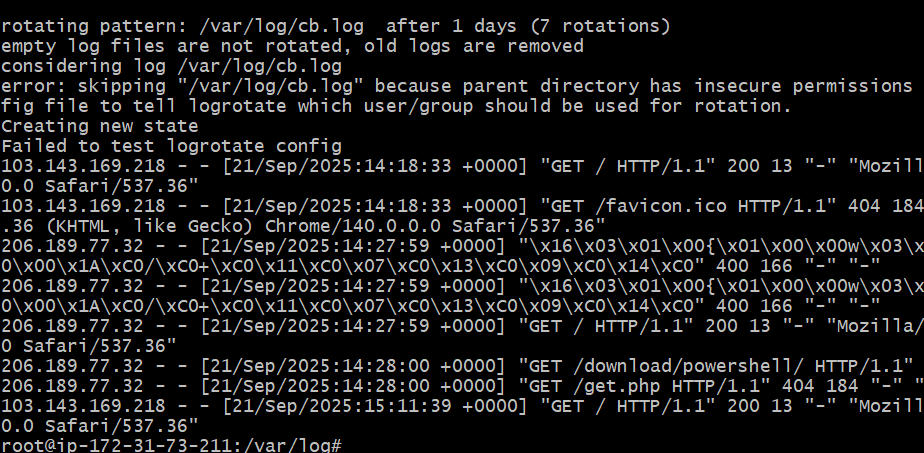 rotating pattern: /var/log/cb.log  after 1 days (7 rotations)
empty log files are not rotated, old logs are removed
considering log /var/log/cb.log
error: skipping "/var/log/cb.log" because parent directory has insecure permissions
fig file to tell logrotate which user/group should be used for rotation.
Creating new state
Failed to test logrotate config
103.143.169.218 - - [21/Sep/2025:14:18:33 +0000] "GET / HTTP/1.1" 200 13 "-" "Mozill
0.0 Safari/537.36"
103.143.169.218 - - [21/Sep/2025:14:18:33 +0000] "GET /favicon.ico HTTP/1.1" 404 184
.36 (KHTML, like Gecko) Chrome/140.0.0.0 Safari/537.36"
206.189.77.32 - - [21/Sep/2025:14:27:59 +0000] "\x16\x03\x01\x00{\x01\x00\x00w\x03\x
0\x00\x1A\xC0/\xC0+\xC0\x11\xC0\x07\xC0\x13\xC0\x09\xC0\x14\xC0" 400 166 "-" "-"
206.189.77.32 - - [21/Sep/2025:14:27:59 +0000] "\x16\x03\x01\x00{\x01\x00\x00w\x03\x
0\x00\x1A\xC0/\xC0+\xC0\x11\xC0\x07\xC0\x13\xC0\x09\xC0\x14\xC0" 400 166 "-" "-"
206.189.77.32 - - [21/Sep/2025:14:27:59 +0000] "GET / HTTP/1.1" 200 13 "-" "Mozilla/
0 Safari/537.36"
206.189.77.32 - - [21/Sep/2025:14:28:00 +0000] "GET /download/powershell/ HTTP/1.1"
206.189.77.32 - - [21/Sep/2025:14:28:00 +0000] "GET /get.php HTTP/1.1" 404 184 "-" "
103.143.169.218 - - [21/Sep/2025:15:11:39 +0000] "GET / HTTP/1.1" 200 13 "-" "Mozill
0.0 Safari/537.36"
root@ip-172-31-73-211:/var/log#